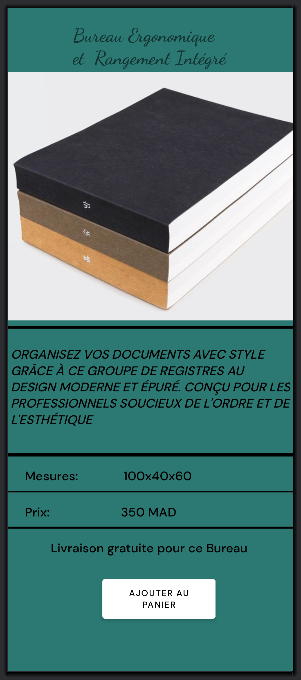 Bureau Ergonomique
et Rangement Intégré
ORGANISEZ VOS DOCUMENTS AVEC STYLE
GRÂCE À CE GROUPE DE REGISTRES AU
DESIGN MODERNE ET ÉPURÉ. CONÇU POUR LES
PROFESSIONNELS SOUCIEUX DE L'ORDRE ET DE
L'ESTHÉTIQUE
Mesures: 100x40x60
Prix: 350 MAD
Livraison gratuite pour ce Bureau
AJOUTER AU
PANIER